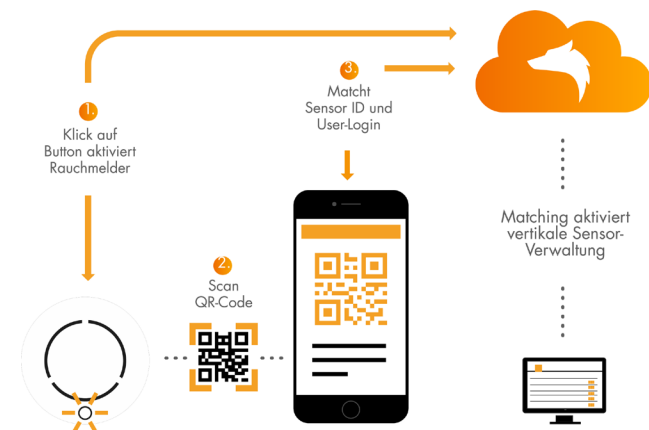 1.
Klick auf
Button aktiviert
Rauchmelder
2.
Scan
QR-Code
3.
Matcht
Sensor ID und
User-Login
Matching aktiviert
vertikale Sensor-
Verwaltung